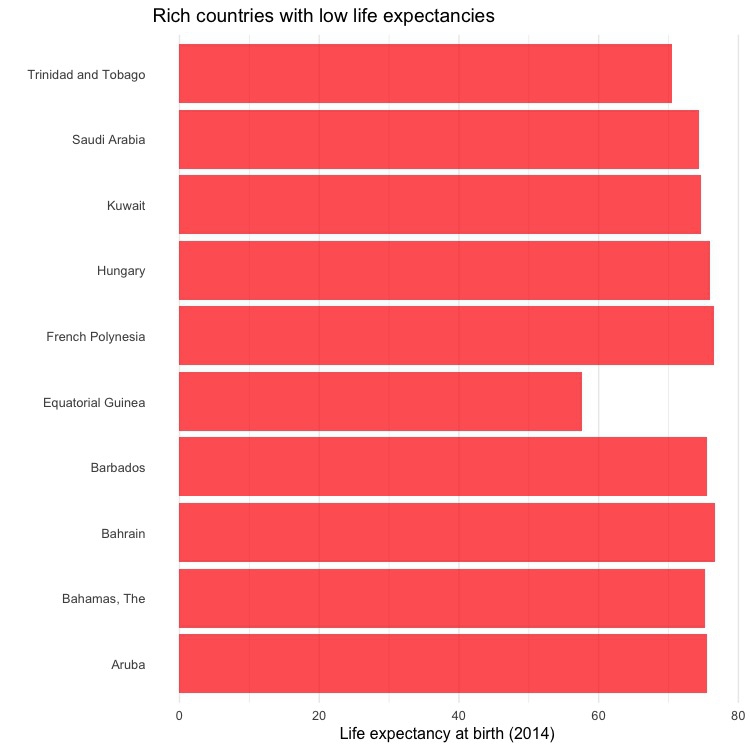 Rich countries with low life expectancies
Trinidad and Tobago
Saudi Arabia
Kuwait
Hungary
French Polynesia
Equatorial Guinea
Barbados
Bahrain
Bahamas, The
Aruba
0 20 40 60 80
Life expectancy at birth (2014)